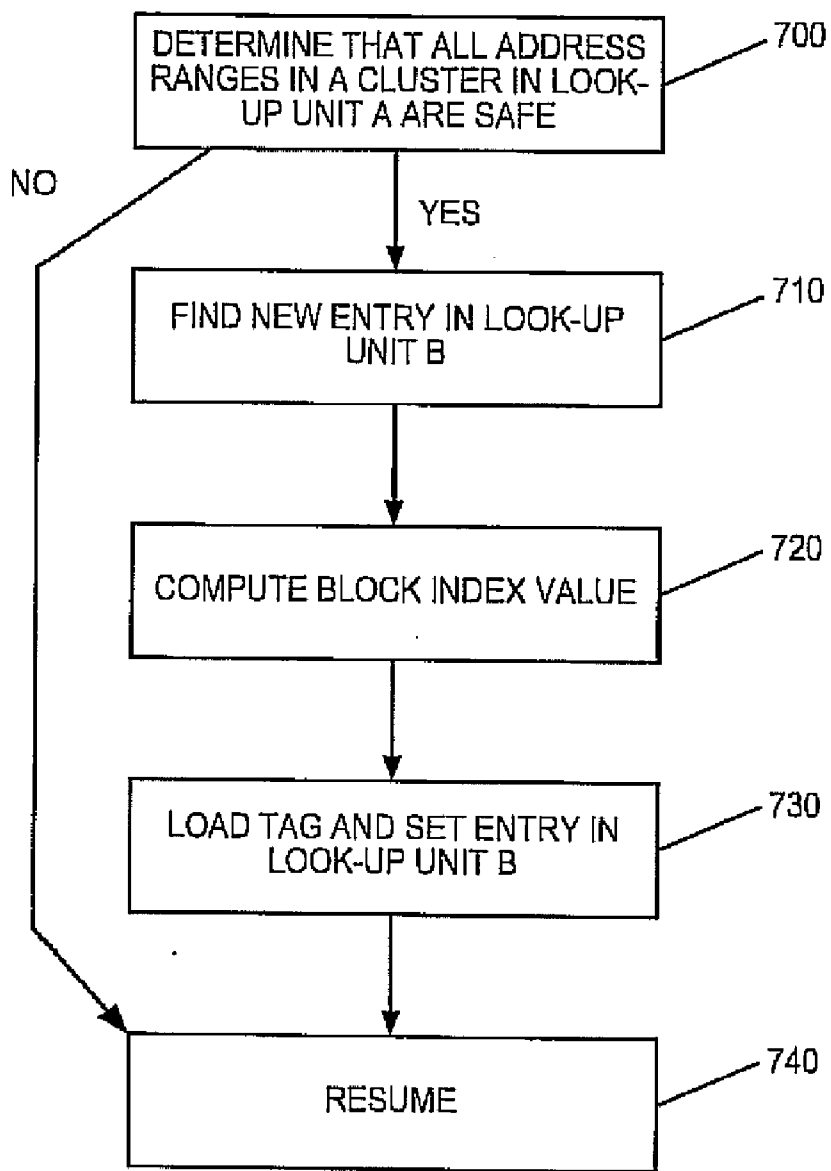 DETERMINE THAT ALL ADDRESS
RANGES IN A CLUSTER IN LOOK-
UP UNIT A ARE SAFE
700
NO
YES
FIND NEW ENTRY IN LOOK-UP
UNIT B
710
COMPUTE BLOCK INDEX VALUE
720
LOAD TAG AND SET ENTRY IN
LOOK-UP UNIT B
730
RESUME
740